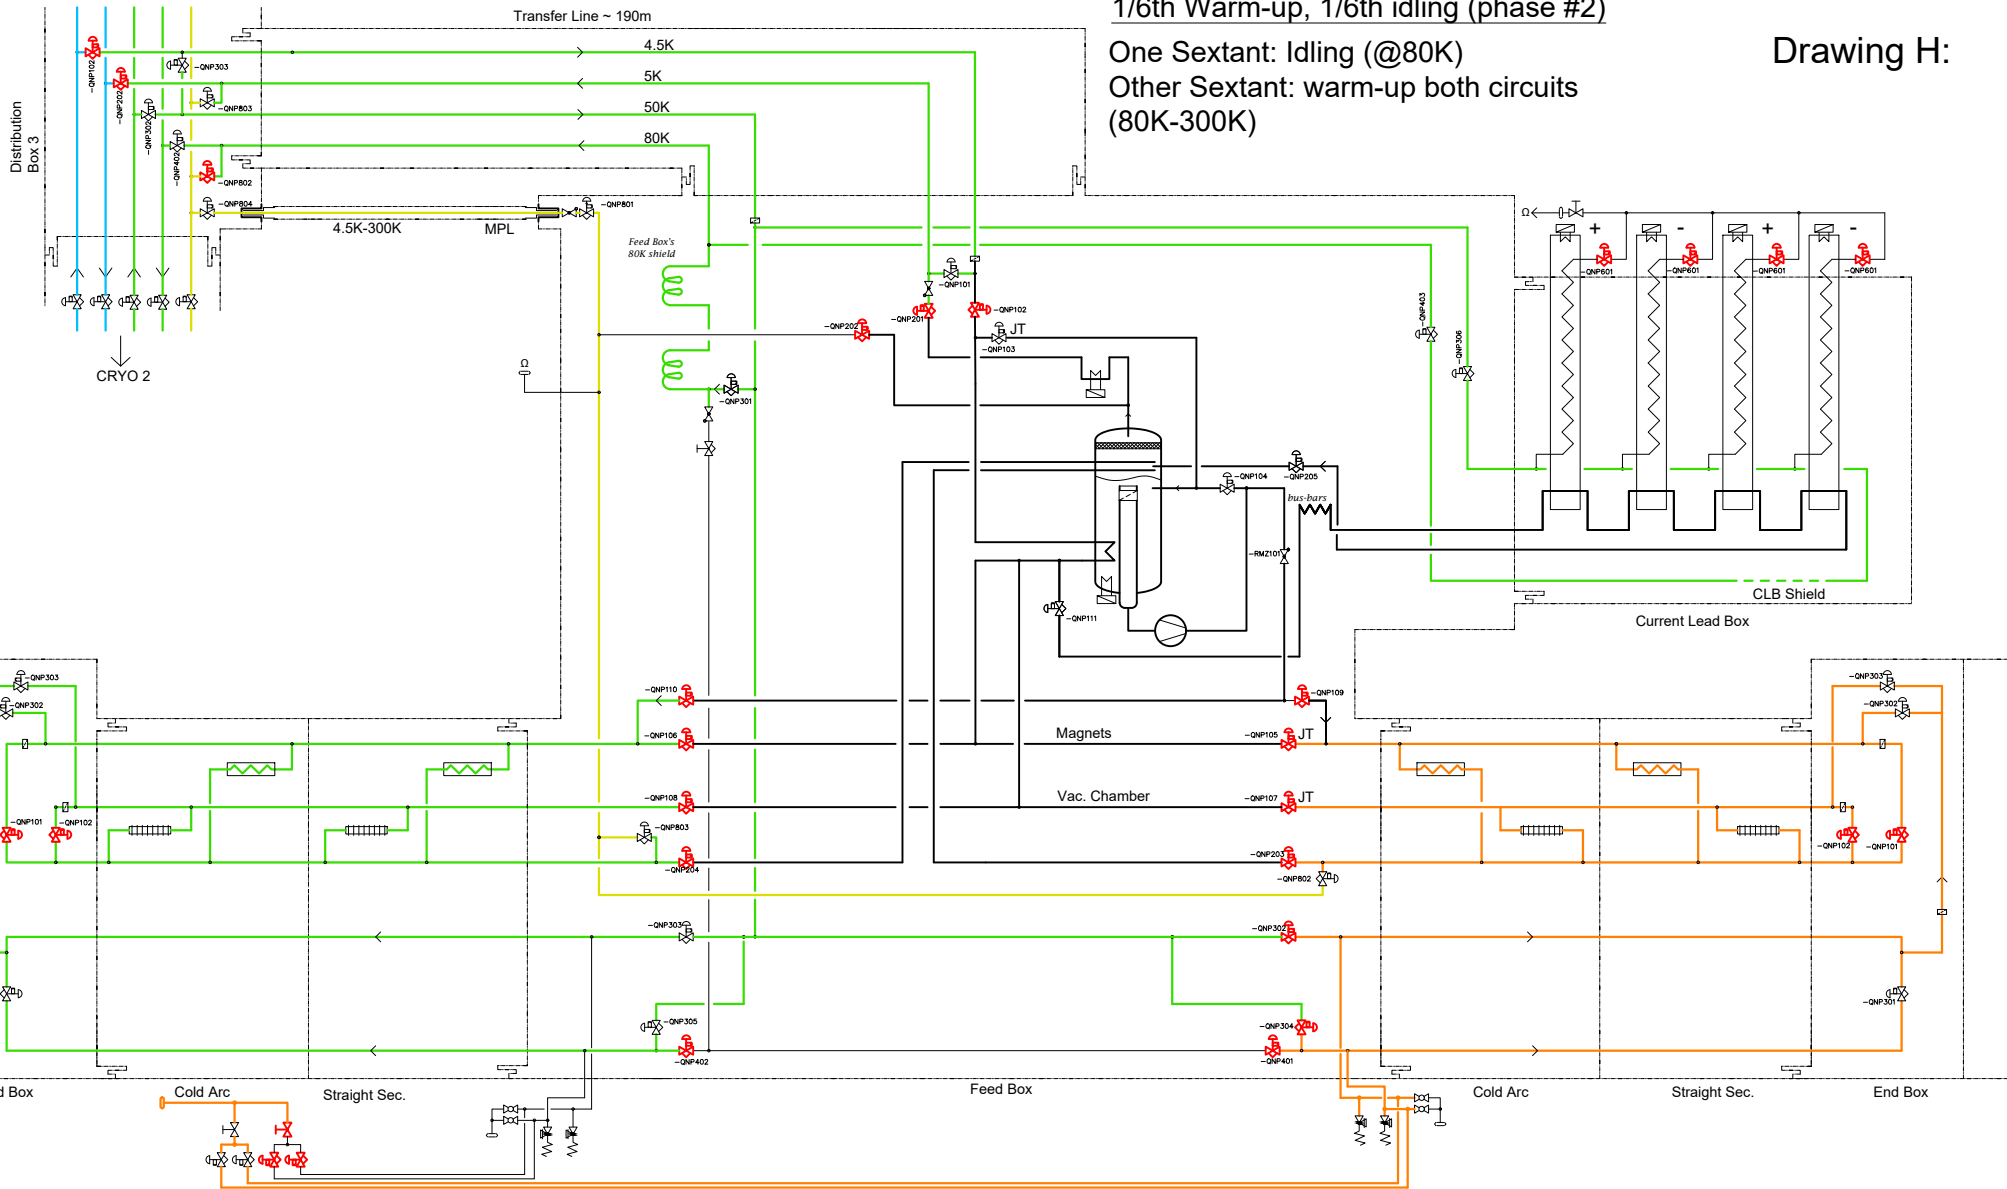 1/6th Warm-up, 1/6th idling (phase #2)
One Sextant: Idling (@80K)
Other Sextant: warm-up both circuits
(80K-300K)
Drawing H:
Transfer Line ~ 190m
4.5K
5K
50K
80K
Distribution
Box 3
-QNP102
-QNP202
-QNP302
-QNP402
-QNP303
-QNP803
-QNP802
-QNP804
-QNP801
4.5K-300K
MPL
CRYO 2
Feed Box's
80K shield
Ω
-QNP202
-QNP301
-QNP201
-QNP101
-QNP102
JT
-QNP103
-QNP104
-QNP205
bus-bars
-RMZ101
-QNP111
Ω
+
-
+
-
-QNP601
-QNP601
-QNP601
-QNP601
-QNP403
-QNP306
CLB Shield
Current Lead Box
-QNP303
-QNP302
-QNP101
-QNP102
-QNP110
-QNP109
-QNP106
Magnets
-QNP105
JT
-QNP108
Vac. Chamber
-QNP107
JT
-QNP803
-QNP204
-QNP203
-QNP802
-QNP303
-QNP302
-QNP305
-QNP304
-QNP402
-QNP401
-QNP303
-QNP302
-QNP102
-QNP101
-QNP301
d Box
Cold Arc
Straight Sec.
Feed Box
Cold Arc
Straight Sec.
End Box